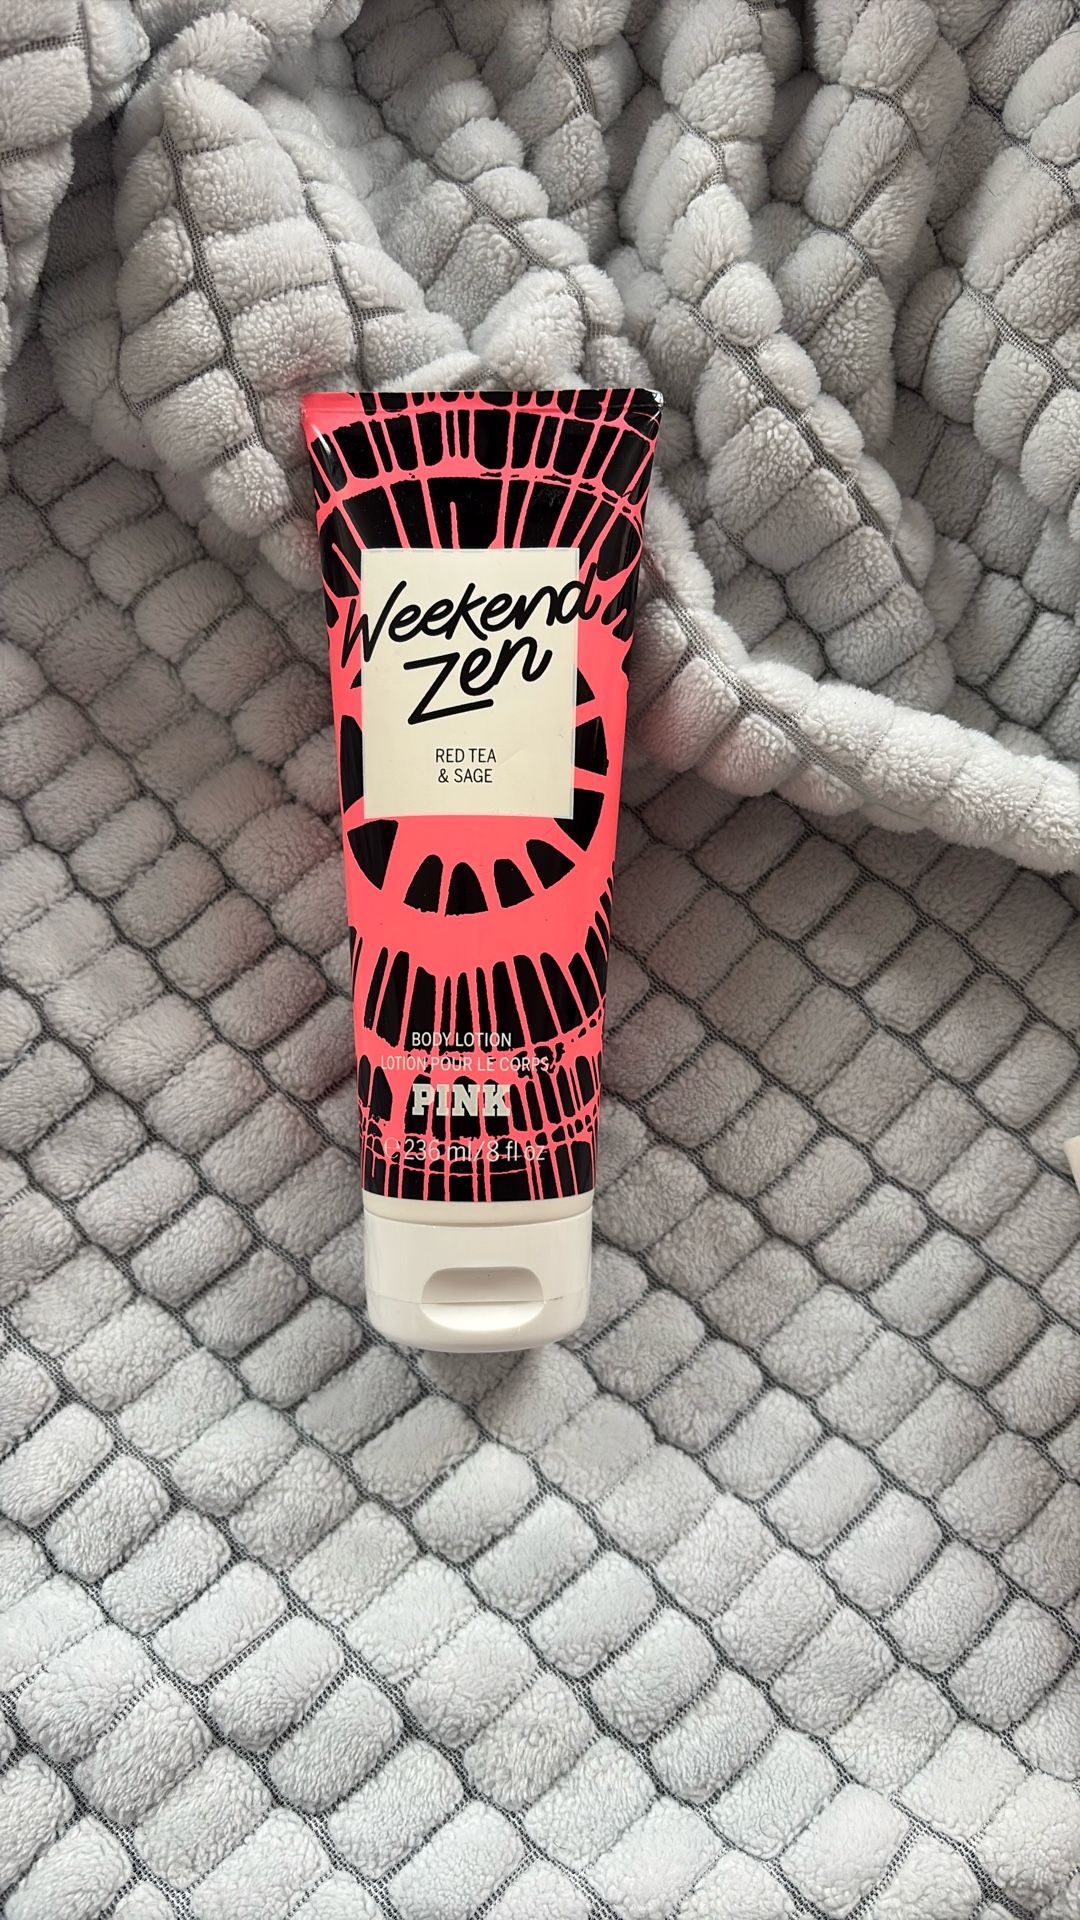 Weekend
Zen
RED TEA
& SAGE
BODY LOTION
LOTION POUR LE CORPS
PINK
℮ 236 ml/8 fl oz